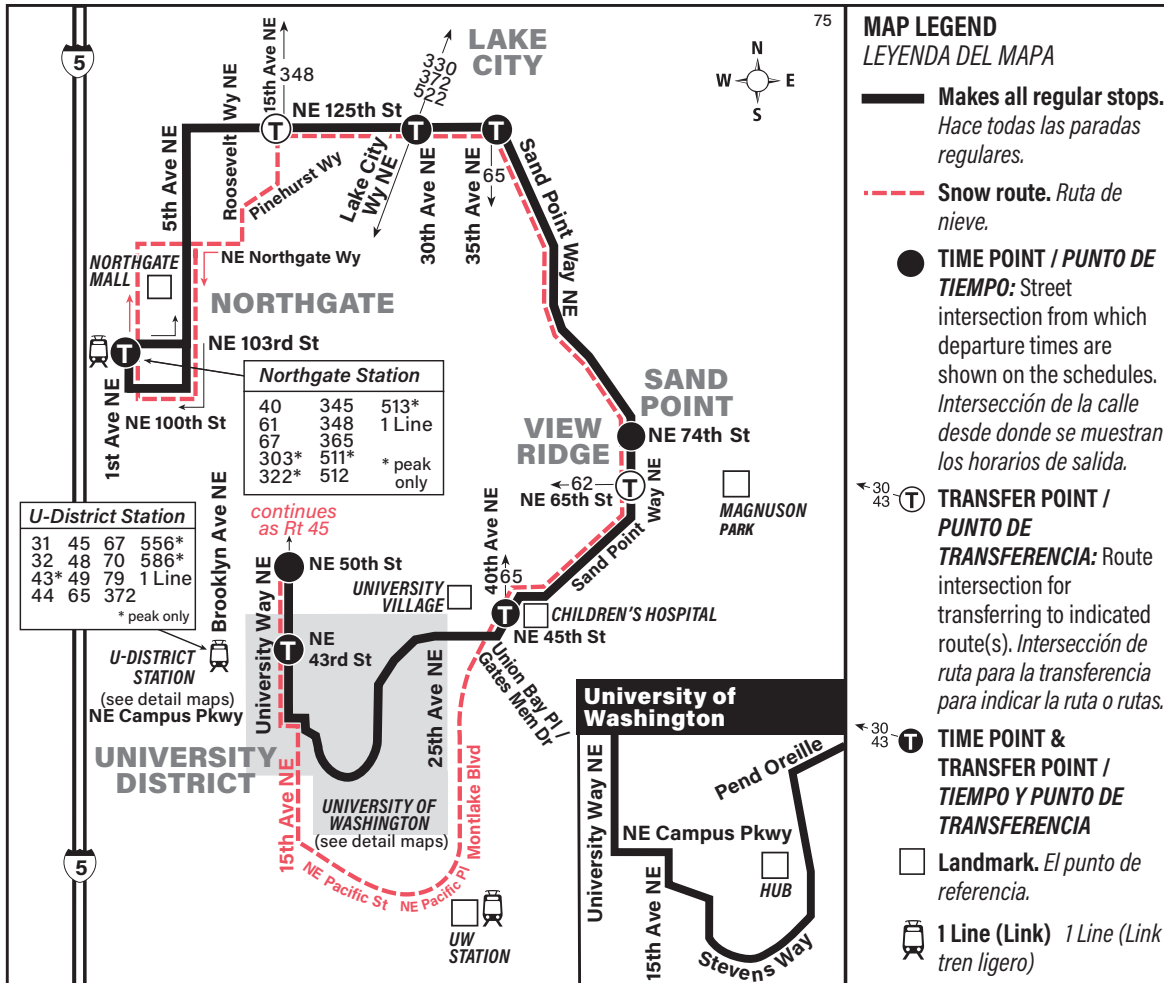 75
5
15th Ave NE
348
330
372
522
LAKE
CITY
N
W E
S
NE 125th St
Roosevelt Wy NE
Pinehurst Wy
5th Ave NE
Lake City
Wy NE
30th Ave NE
35th Ave NE
65
Sand Point Way NE
NORTHGATE
MALL
NE Northgate Wy
NORTHGATE
NE 103rd St
1st Ave NE
NE 100th St
Northgate Station
40 345 513*
61 348 1 Line
67 365
303* 511* * peak
322* 512 only
SAND
POINT
NE 74th St
VIEW
RIDGE
62
NE 65th St
Sand Point
Way NE
MAGNUSON
PARK
U-District Station
31 45 67 556*
32 48 70 586*
43* 49 79 1 Line
44 65 372
* peak only
Brooklyn Ave NE
continues
as Rt 45
NE 50th St
University Way NE
NE
43rd St
UNIVERSITY
VILLAGE
40th Ave NE
65
CHILDREN'S HOSPITAL
NE 45th St
Union Bay Pl /
Gates Mem Dr
25th Ave NE
U-DISTRICT
STATION
(see detail maps)
NE Campus Pkwy
UNIVERSITY
DISTRICT
UNIVERSITY OF
WASHINGTON
(see detail maps)
15th Ave NE
NE Pacific St
NE Pacific Pl
Montlake Blvd
UW
STATION
5
University of
Washington
University Way NE
Pend Oreille
NE Campus Pkwy
HUB
15th Ave NE
Stevens Way
T
T
T
T
T
T
T
MAP LEGEND
LEYENDA DEL MAPA
Makes all regular stops.
Hace todas las paradas
regulares.
Snow route. Ruta de
nieve.
TIME POINT / PUNTO DE
TIEMPO: Street
intersection from which
departure times are
shown on the schedules.
Intersección de la calle
desde donde se muestran
los horarios de salida.
30
43
T
TRANSFER POINT /
PUNTO DE
TRANSFERENCIA: Route
intersection for
transferring to indicated
route(s). Intersección de
ruta para la transferencia
para indicar la ruta o rutas.
30
43
T
TIME POINT &
TRANSFER POINT /
TIEMPO Y PUNTO DE
TRANSFERENCIA
Landmark. El punto de
referencia.
1 Line (Link) 1 Line (Link
tren ligero)